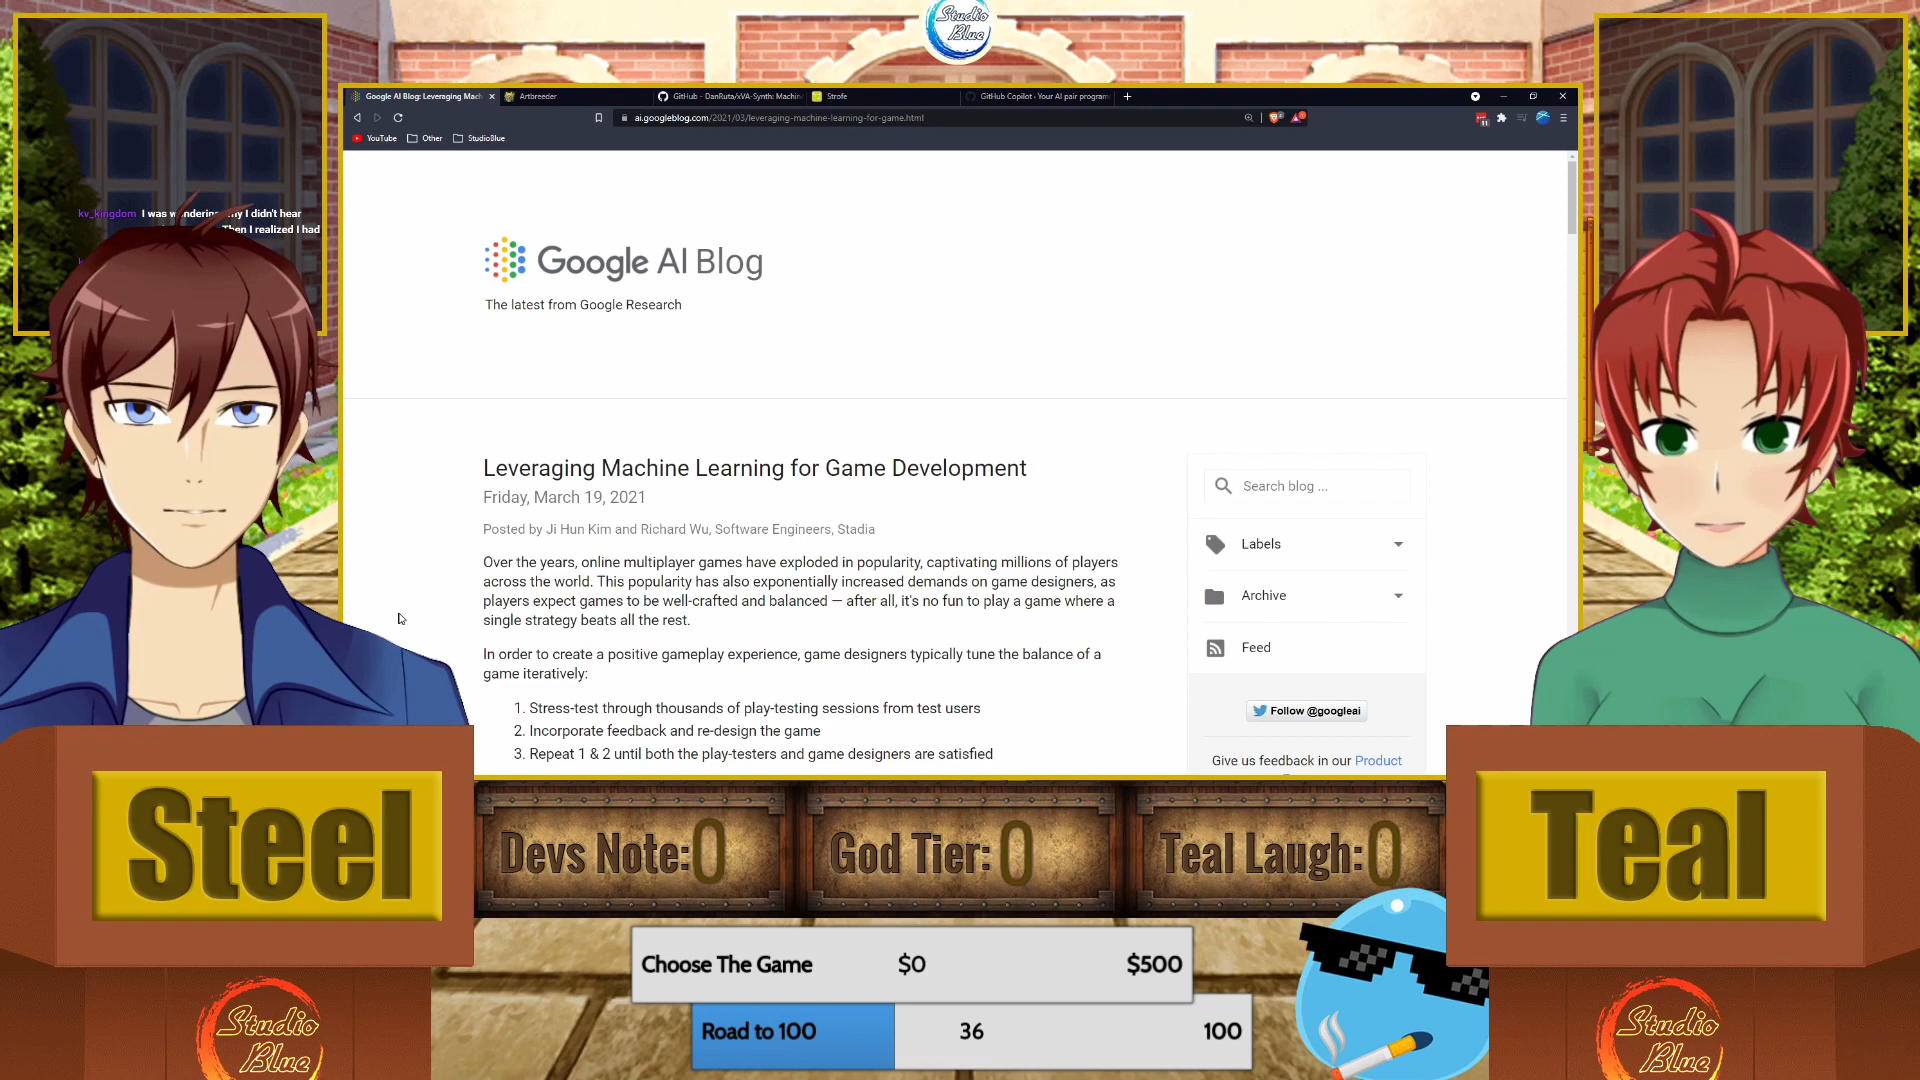 Studio
Blue
Google AI Blog: Leveraging Mach
Artbreeder
GitHub - DanRuta/xVA-Synth: Machin
Strofe
GitHub Copilot · Your AI pair program
ai.googleblog.com/2021/03/leveraging-machine-learning-for-game.html
11
YouTube
Other
StudioBlue
kv_kingdom I was wondering why I didn't hear
Then I realized I had
Google AI Blog
The latest from Google Research
Leveraging Machine Learning for Game Development
Friday, March 19, 2021
Posted by Ji Hun Kim and Richard Wu, Software Engineers, Stadia
Over the years, online multiplayer games have exploded in popularity, captivating millions of players
across the world. This popularity has also exponentially increased demands on game designers, as
players expect games to be well-crafted and balanced — after all, it's no fun to play a game where a
single strategy beats all the rest.
In order to create a positive gameplay experience, game designers typically tune the balance of a
game iteratively:
1. Stress-test through thousands of play-testing sessions from test users
2. Incorporate feedback and re-design the game
3. Repeat 1 & 2 until both the play-testers and game designers are satisfied
Search blog ...
Labels
Archive
Feed
Follow @googleai
Give us feedback in our Product
Steel
Devs Note: 0
God Tier: 0
Teal Laugh: 0
Teal
Choose The Game $0 $500
Road to 100 36 100
Studio
Blue
Studio
Blue